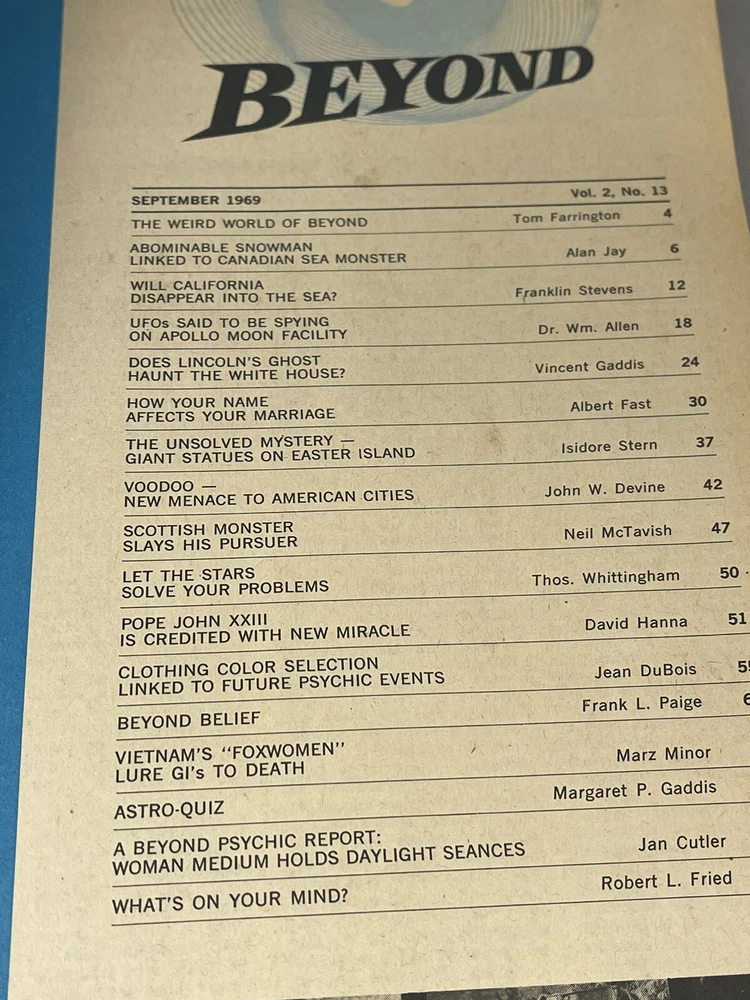 BEYOND
SEPTEMBER 1969 Vol. 2, No. 13
THE WEIRD WORLD OF BEYOND Tom Farrington 4
ABOMINABLE SNOWMAN
LINKED TO CANADIAN SEA MONSTER Alan Jay 6
WILL CALIFORNIA
DISAPPEAR INTO THE SEA? Franklin Stevens 12
UFOs SAID TO BE SPYING
ON APOLLO MOON FACILITY Dr. Wm. Allen 18
DOES LINCOLN'S GHOST
HAUNT THE WHITE HOUSE? Vincent Gaddis 24
HOW YOUR NAME
AFFECTS YOUR MARRIAGE Albert Fast 30
THE UNSOLVED MYSTERY —
GIANT STATUES ON EASTER ISLAND Isidore Stern 37
VOODOO —
NEW MENACE TO AMERICAN CITIES John W. Devine 42
SCOTTISH MONSTER
SLAYS HIS PURSUER Neil McTavish 47
LET THE STARS
SOLVE YOUR PROBLEMS Thos. Whittingham 50
POPE JOHN XXIII
IS CREDITED WITH NEW MIRACLE David Hanna 51
CLOTHING COLOR SELECTION
LINKED TO FUTURE PSYCHIC EVENTS Jean DuBois
BEYOND BELIEF Frank L. Paige
VIETNAM'S "FOXWOMEN"
LURE GI's TO DEATH Marz Minor
ASTRO-QUIZ Margaret P. Gaddis
A BEYOND PSYCHIC REPORT:
WOMAN MEDIUM HOLDS DAYLIGHT SEANCES Jan Cutler
WHAT'S ON YOUR MIND? Robert L. Fried